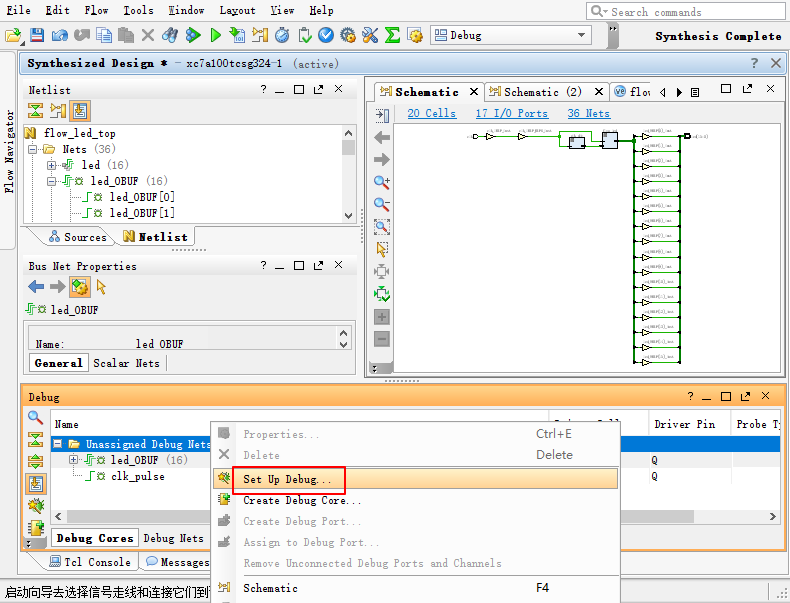 File Edit Flow Tools Window Layout View Help
Search commands
Debug
Synthesis Complete
Synthesized Design * - xc7a100tcsg324-1 (active)
Flow Navigator
Netlist
flow_led_top
Nets (36)
led (16)
led_OBUF (16)
led_OBUF[0]
led_OBUF[1]
Sources
Netlist
Bus Net Properties
led_OBUF
Name: led OBUF
General
Scalar Nets
Schematic
Schematic (2)
20 Cells
17 I/O Ports
36 Nets
Debug
Name
Driver Pin
Unassigned Debug Nets
led_OBUF (16)
Q
clk_pulse
Q
Debug Cores
Debug Nets
Tcl Console
Messages
Properties... Ctrl+E
Delete Delete
Set Up Debug...
Create Debug Core...
Create Debug Port...
Assign to Debug Port...
Remove Unconnected Debug Ports and Channels
Schematic F4
启动向导去选择信号走线和连接它们到